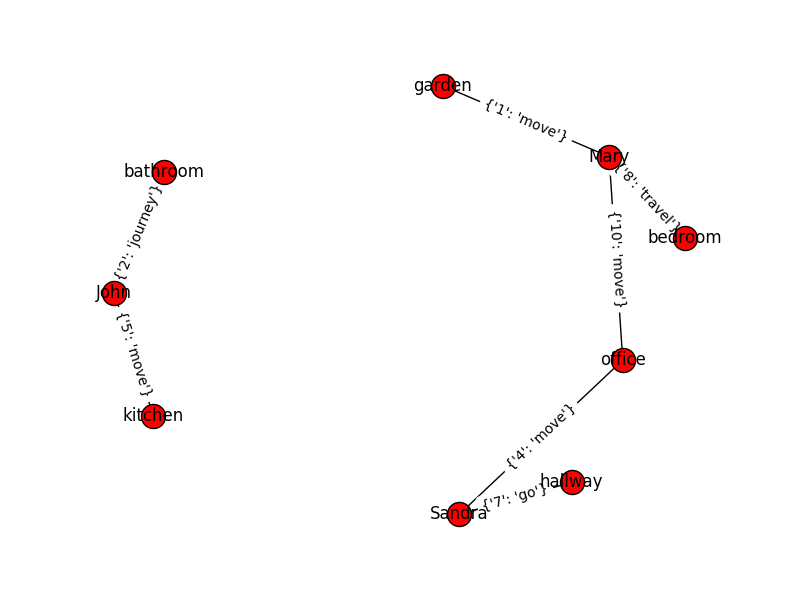 garden
{'1': 'move'}
Mary
bathroom
{'8': 'travel'}
{'2': 'journey'}
bedroom
{'10': 'move'}
John
{'5': 'move'}
office
kitchen
{'4': 'move'}
hallway
{'7': 'go'}
Sandra